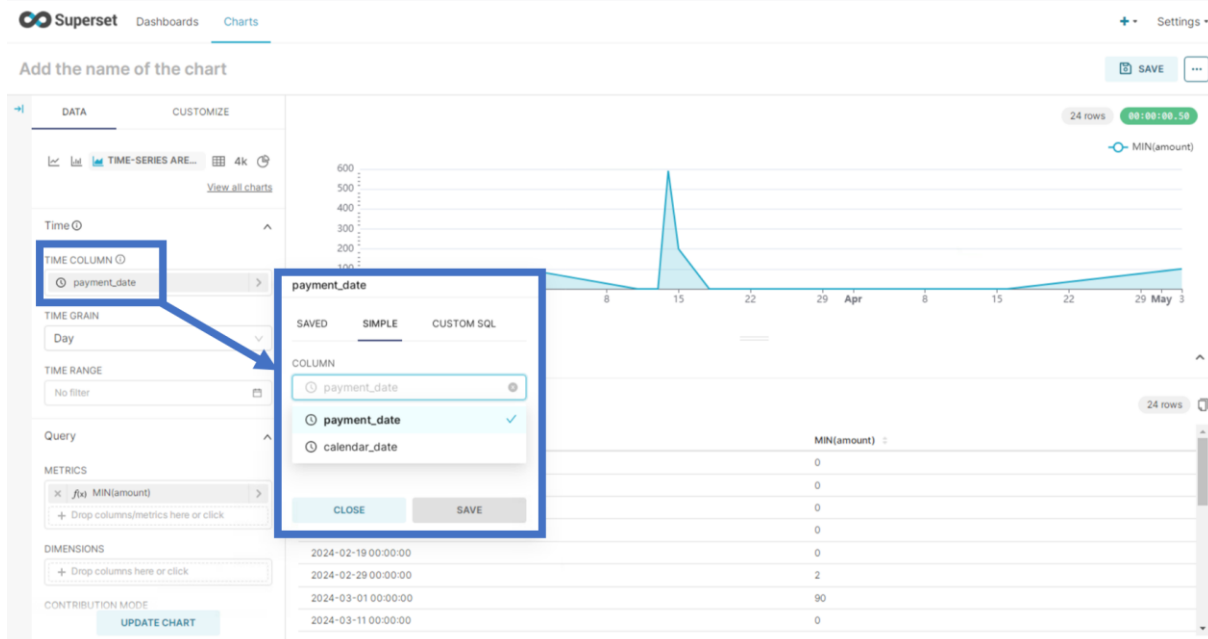 Superset Dashboards Charts Settings
Add the name of the chart
SAVE
DATA CUSTOMIZE
24 rows 00:00:00.50
MIN(amount)
TIME-SERIES ARE... 4k
View all charts
Time
TIME COLUMN
payment_date
TIME GRAIN
Day
TIME RANGE
No filter
Query
METRICS
f(x) MIN(amount)
+ Drop columns/metrics here or click
DIMENSIONS
+ Drop columns here or click
CONTRIBUTION MODE
UPDATE CHART
600
500
400
300
200
100
8 15 22 29 Apr 8 15 22 29 May 3
payment_date
SAVED SIMPLE CUSTOM SQL
COLUMN
payment_date
payment_date
calendar_date
CLOSE SAVE
24 rows
MIN(amount)
0
0
0
0
2024-02-19 00:00:00 0
2024-02-29 00:00:00 2
2024-03-01 00:00:00 90
2024-03-11 00:00:00 0